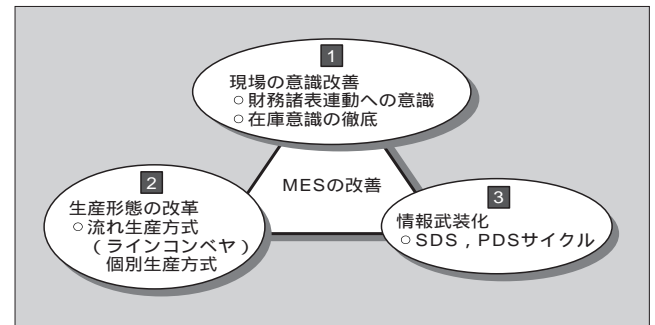 1
現場の意識改善
○財務諸表連動への意識
○在庫意識の徹底
MESの改善
2
生産形態の改革
○流れ生産方式
（ラインコンベヤ）
個別生産方式
3
情報武装化
○SDS，PDSサイクル